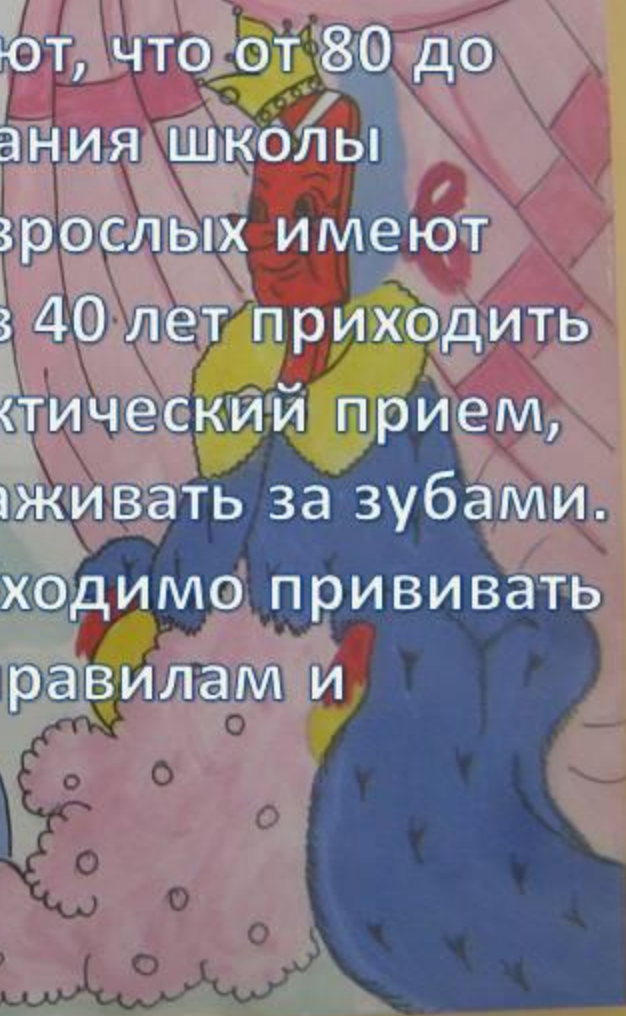 ют, что от 80 до
ания школы
зрослых имеют
в 40 лет приходить
ктический прием,
аживать за зубами.
ходимо прививать
равилам и